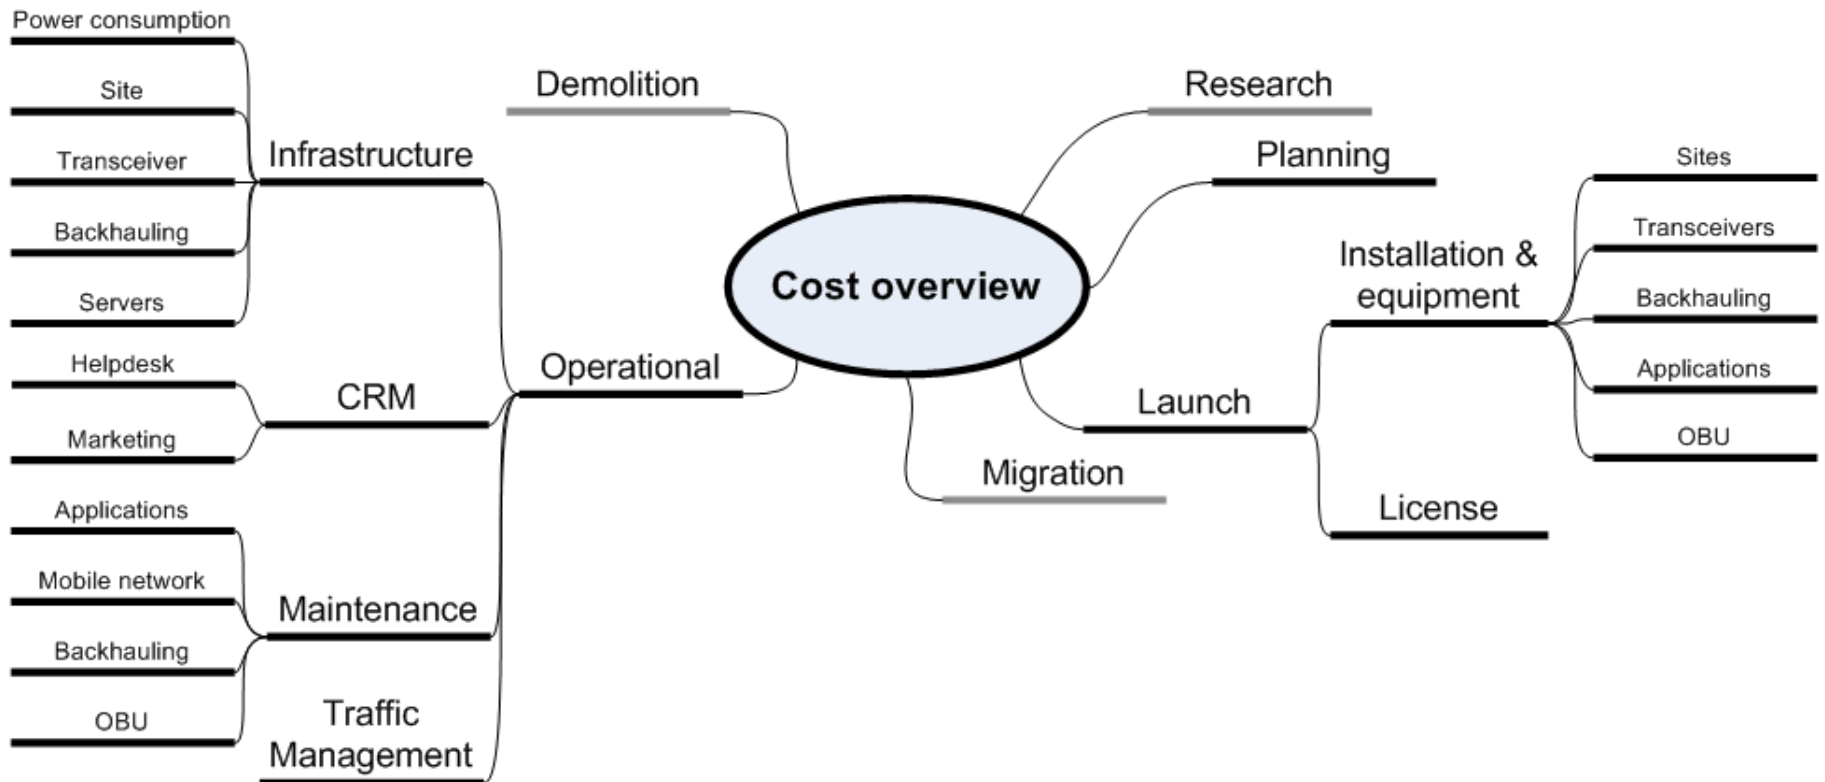 Power consumption
Site
Transceiver
Backhauling
Servers
Helpdesk
Marketing
Applications
Mobile network
Backhauling
OBU
Infrastructure
CRM
Maintenance
Traffic
Management
Demolition
Operational
Cost overview
Migration
Research
Planning
Launch
Installation &
equipment
License
Sites
Transceivers
Backhauling
Applications
OBU